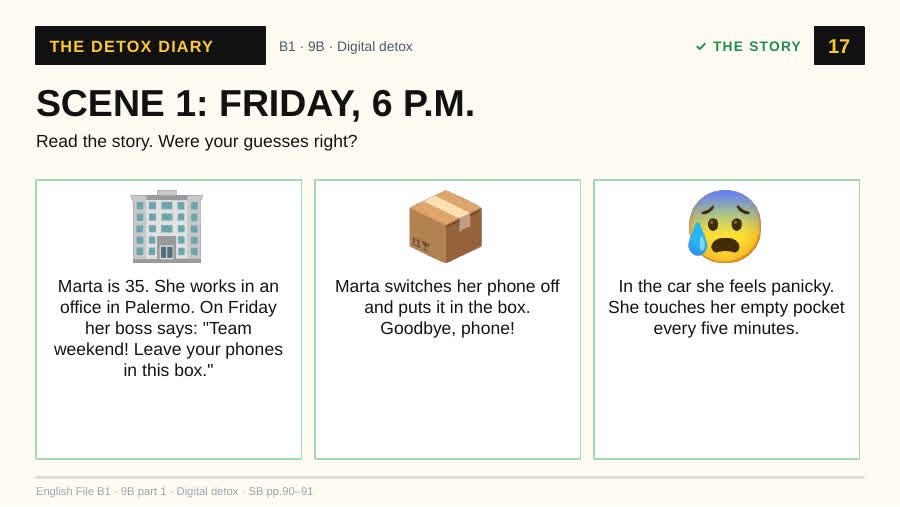 THE DETOX DIARY
B1 · 9B · Digital detox
✓ THE STORY
17
SCENE 1: FRIDAY, 6 P.M.
Read the story. Were your guesses right?
Marta is 35. She works in an
office in Palermo. On Friday
her boss says: "Team
weekend! Leave your phones
in this box."
Marta switches her phone off
and puts it in the box.
Goodbye, phone!
In the car she feels panicky.
She touches her empty pocket
every five minutes.
English File B1 · 9B part 1 · Digital detox · SB pp.90–91